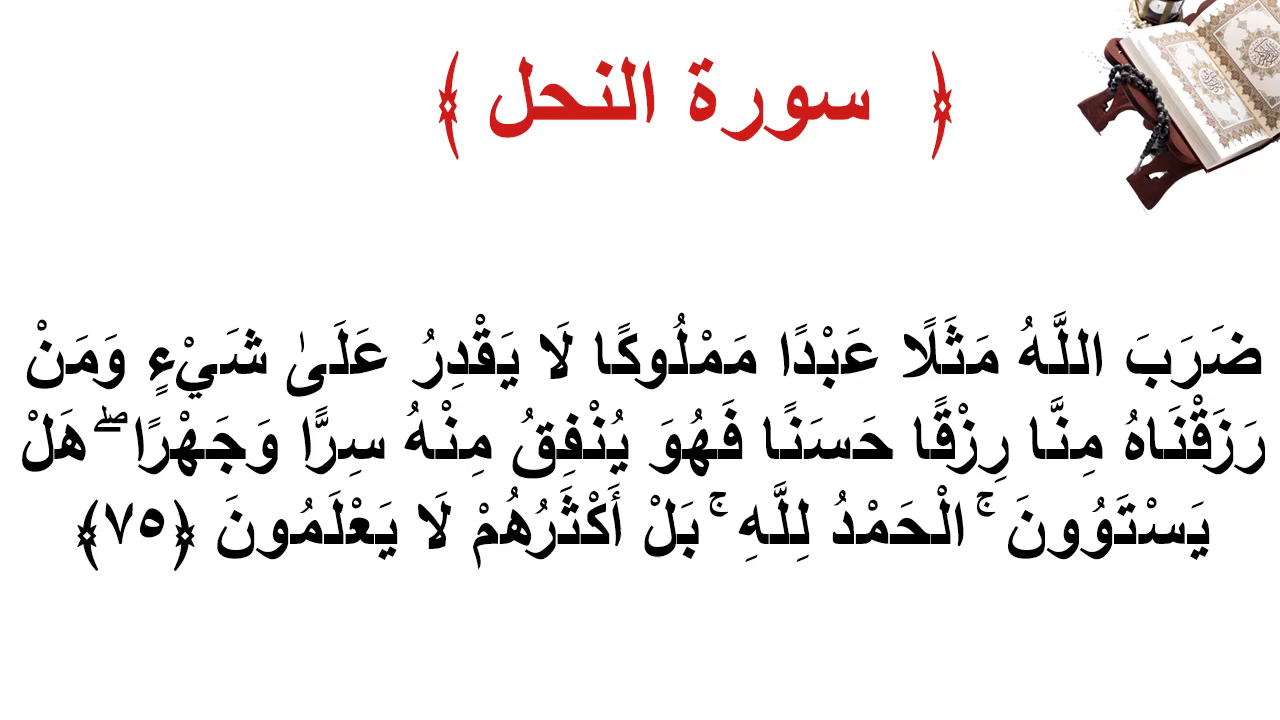 ﴿ سورة النحل ﴾
ضَرَبَ اللَّهُ مَثَلًا عَبْدًا مَمْلُوكًا لَا يَقْدِرُ عَلَىٰ شَيْءٍ وَمَنْ
رَزَقْنَاهُ مِنَّا رِزْقًا حَسَنًا فَهُوَ يُنْفِقُ مِنْهُ سِرًّا وَجَهْرًا ۖ هَلْ
يَسْتَوُونَ ۚ الْحَمْدُ لِلَّهِ ۚ بَلْ أَكْثَرُهُمْ لَا يَعْلَمُونَ ﴿٧٥﴾